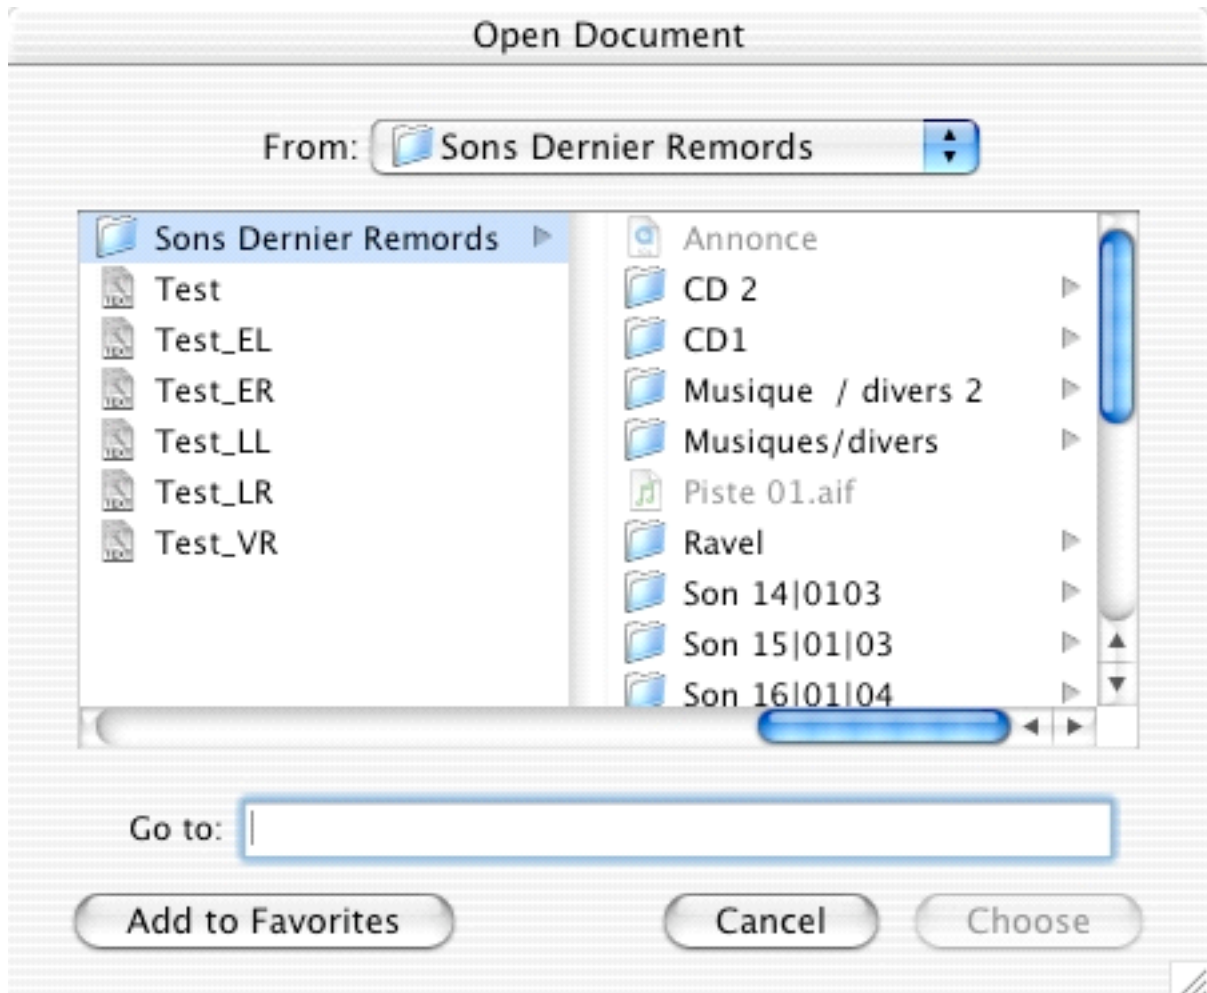 Open Document
From: Sons Dernier Remords
Sons Dernier Remords
Test
Test_EL
Test_ER
Test_LL
Test_LR
Test_VR
Annonce
CD 2
CD1
Musique / divers 2
Musiques/divers
Piste 01.aif
Ravel
Son 14|0103
Son 15|01|03
Son 16|01|04
Go to:
Add to Favorites Cancel Choose